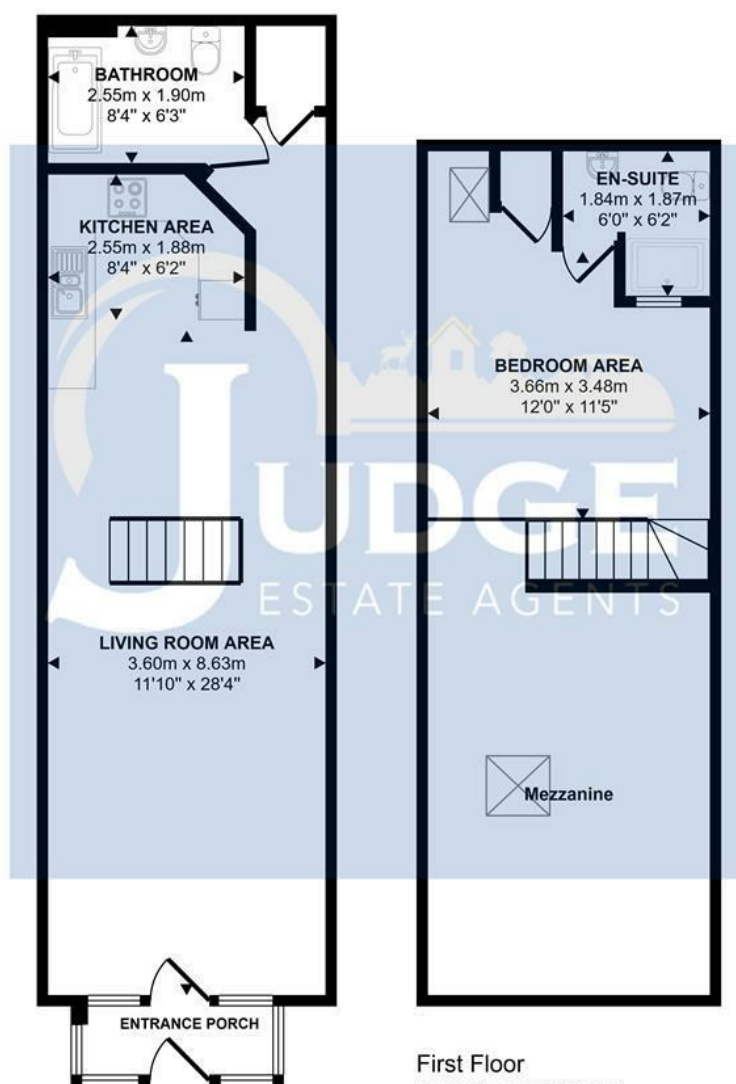 BATHROOM
2.55m x 1.90m
8'4" x 6'3"
KITCHEN AREA
2.55m x 1.88m
8'4" x 6'2"
LIVING ROOM AREA
3.60m x 8.63m
11'10" x 28'4"
ENTRANCE PORCH
EN-SUITE
1.84m x 1.87m
6'0" x 6'2"
BEDROOM AREA
3.66m x 3.48m
12'0" x 11'5"
Mezzanine
First Floor
JUDGE
ESTATE AGENTS